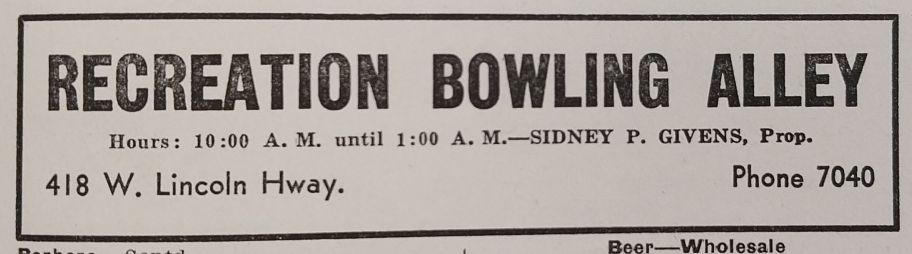 RECREATION BOWLING ALLEY
Hours: 10:00 A. M. until 1:00 A. M.—SIDNEY P. GIVENS, Prop.
418 W. Lincoln Hway.
Phone 7040
Beer—Wholesale